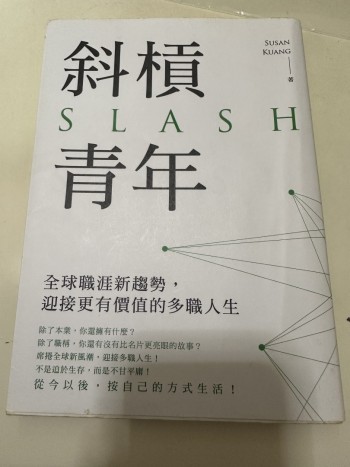 SUSAN
KUANG
著
斜槓
SLASH
青年
全球職涯新趨勢，
迎接更有價值的多職人生
除了本業，你還擁有什麼？
除了職稱，你還有沒有比名片更亮眼的故事？
席捲全球新風潮，迎接多職人生！
不是迫於生存，而是不甘平庸！
從今以後，按自己的方式生活！